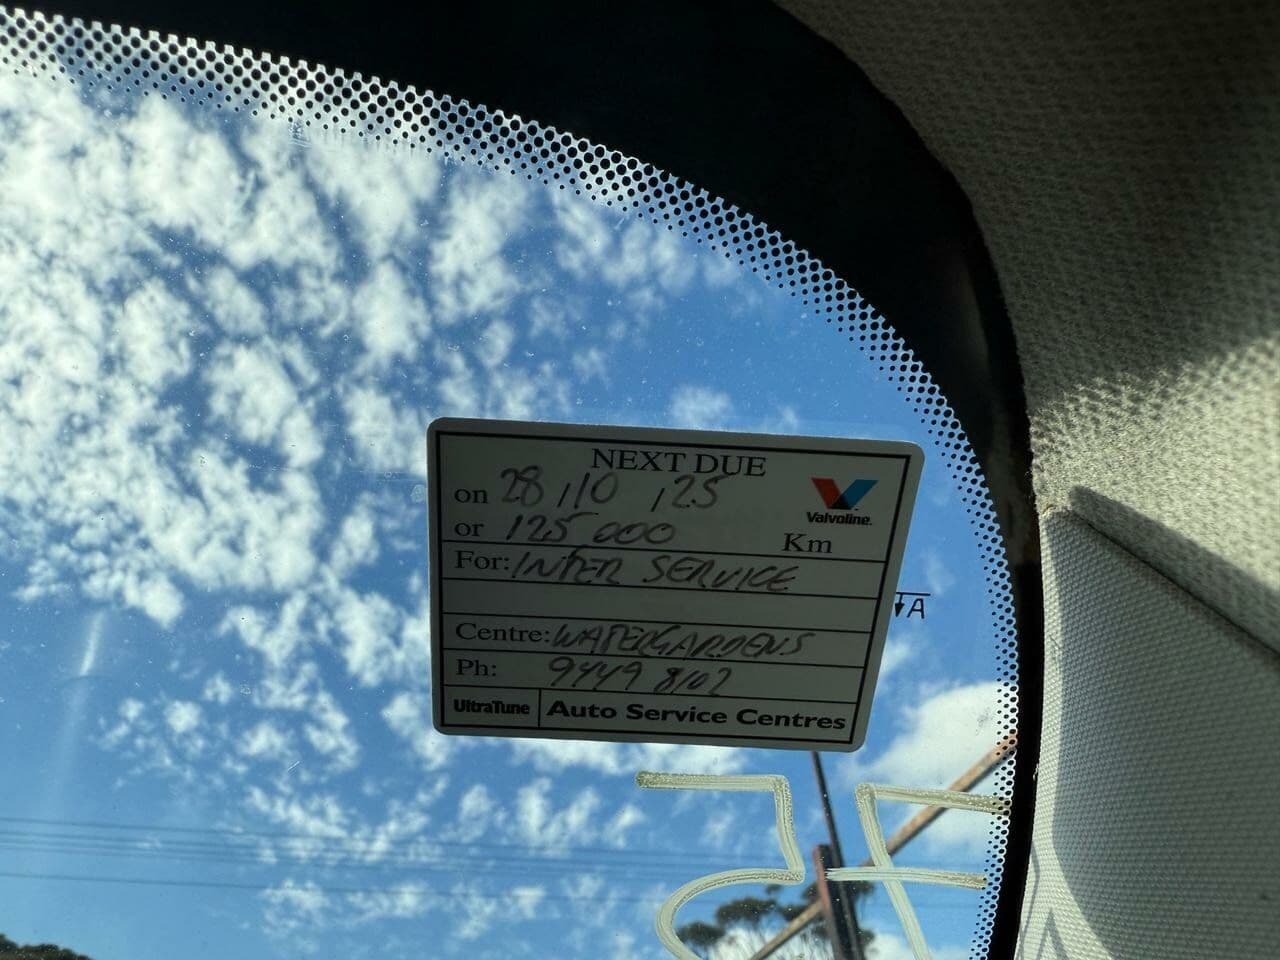 NEXT DUE
on 28/10/25
Valvoline.
or 125 000 Km
For: INTER SERVICE
Centre: WATERGARDENS
Ph: 9449 8102
UltraTune Auto Service Centres
A